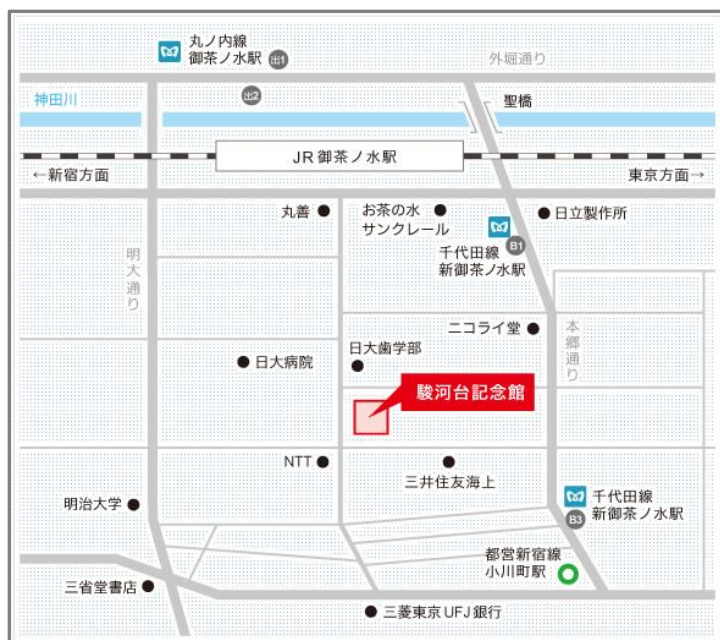 丸ノ内線
御茶ノ水駅
出1
外堀通り
神田川
出2
聖橋
JR御茶ノ水駅
←新宿方面
東京方面→
丸善
お茶の水
サンクレール
日立製作所
B1
千代田線
新御茶ノ水駅
明大通り
ニコライ堂
本郷通り
日大歯学部
日大病院
駿河台記念館
NTT
三井住友海上
明治大学
千代田線
新御茶ノ水駅
B3
都営新宿線
小川町駅
三省堂書店
三菱東京UFJ銀行